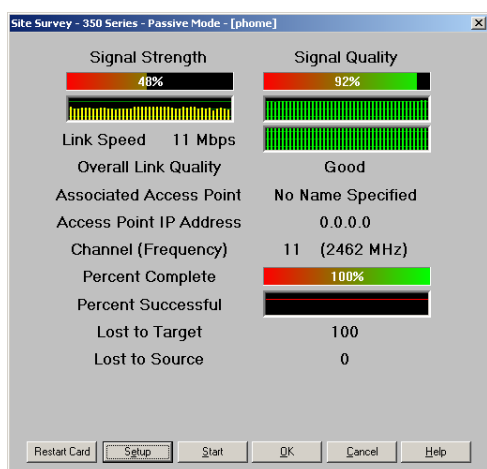 Site Survey - 350 Series - Passive Mode - [phome]
Signal Strength Signal Quality
48% 92%
Link Speed 11 Mbps
Overall Link Quality Good
Associated Access Point No Name Specified
Access Point IP Address 0.0.0.0
Channel (Frequency) 11 (2462 MHz)
Percent Complete 100%
Percent Successful
Lost to Target 100
Lost to Source 0
Restart Card Setup Start OK Cancel Help